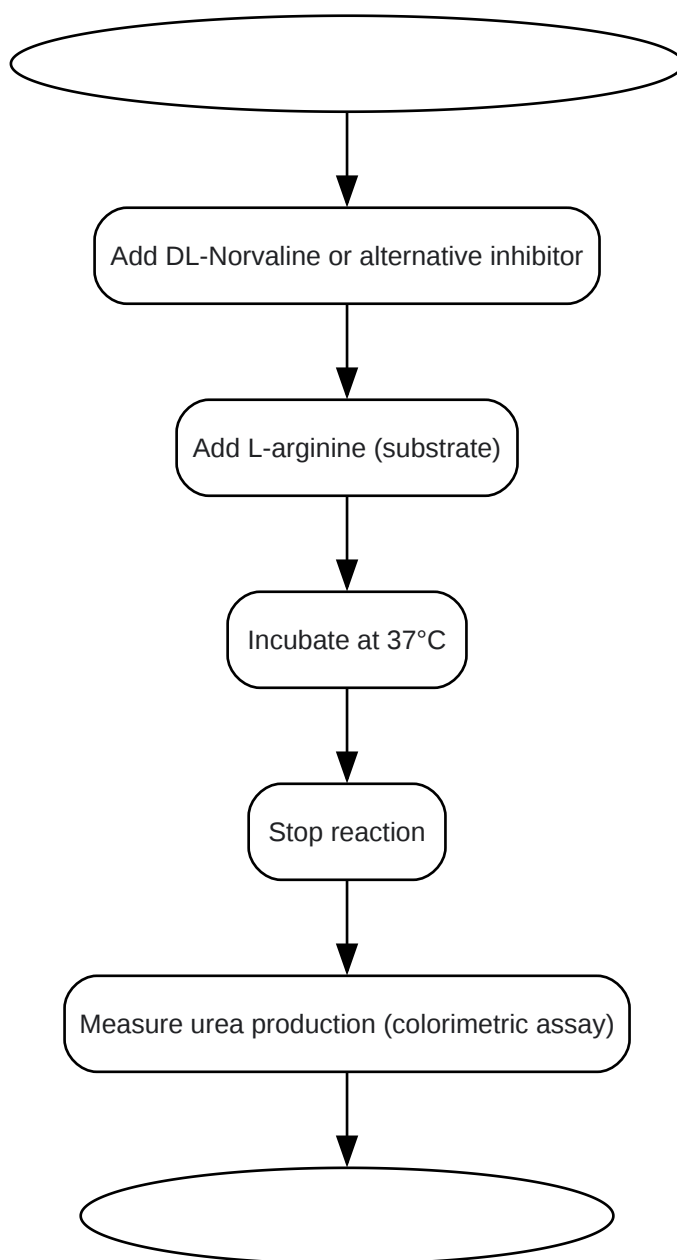 Add DL-Norvaline or alternative inhibitor
Add L-arginine (substrate)
Incubate at 37°C
Stop reaction
Measure urea production (colorimetric assay)